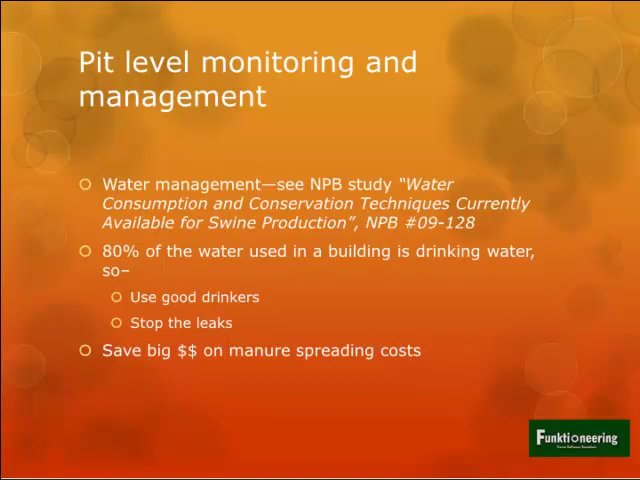 Pit level monitoring and
management
Water management—see NPB study “Water
Consumption and Conservation Techniques Currently
Available for Swine Production”, NPB #09-128
80% of the water used in a building is drinking water,
so–
Use good drinkers
Stop the leaks
Save big $$ on manure spreading costs
Funktioneering